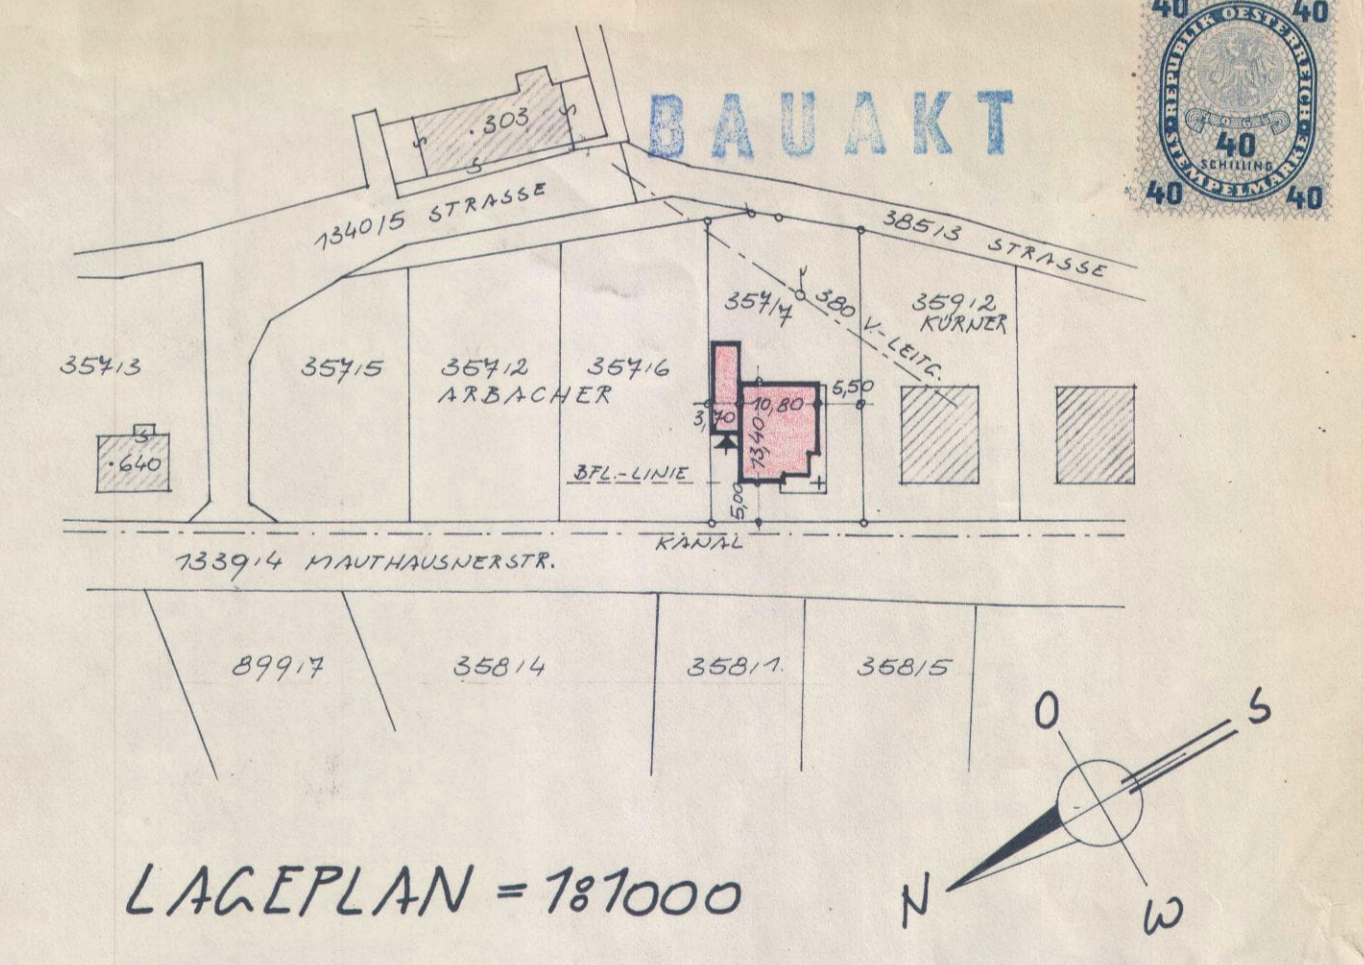 40 40
REPUBLIK OESTERREICH
40
SCHILLING
STEMPELMARKE
40 40
BAUAKT
·303
1340/5 STRASSE
385/3 STRASSE
357/3
357/5
357/2
ARBACHER
357/6
357/7
380 V.-LEITG.
359/2
KÜRNER
·640
3,70
10,80
5,50
13,40
5,00
BFL.-LINIE
KANAL
1339/4 MAUTHAUSNERSTR.
899/7
358/4
358/1
358/5
O
S
N
W
LAGEPLAN = 1:1000